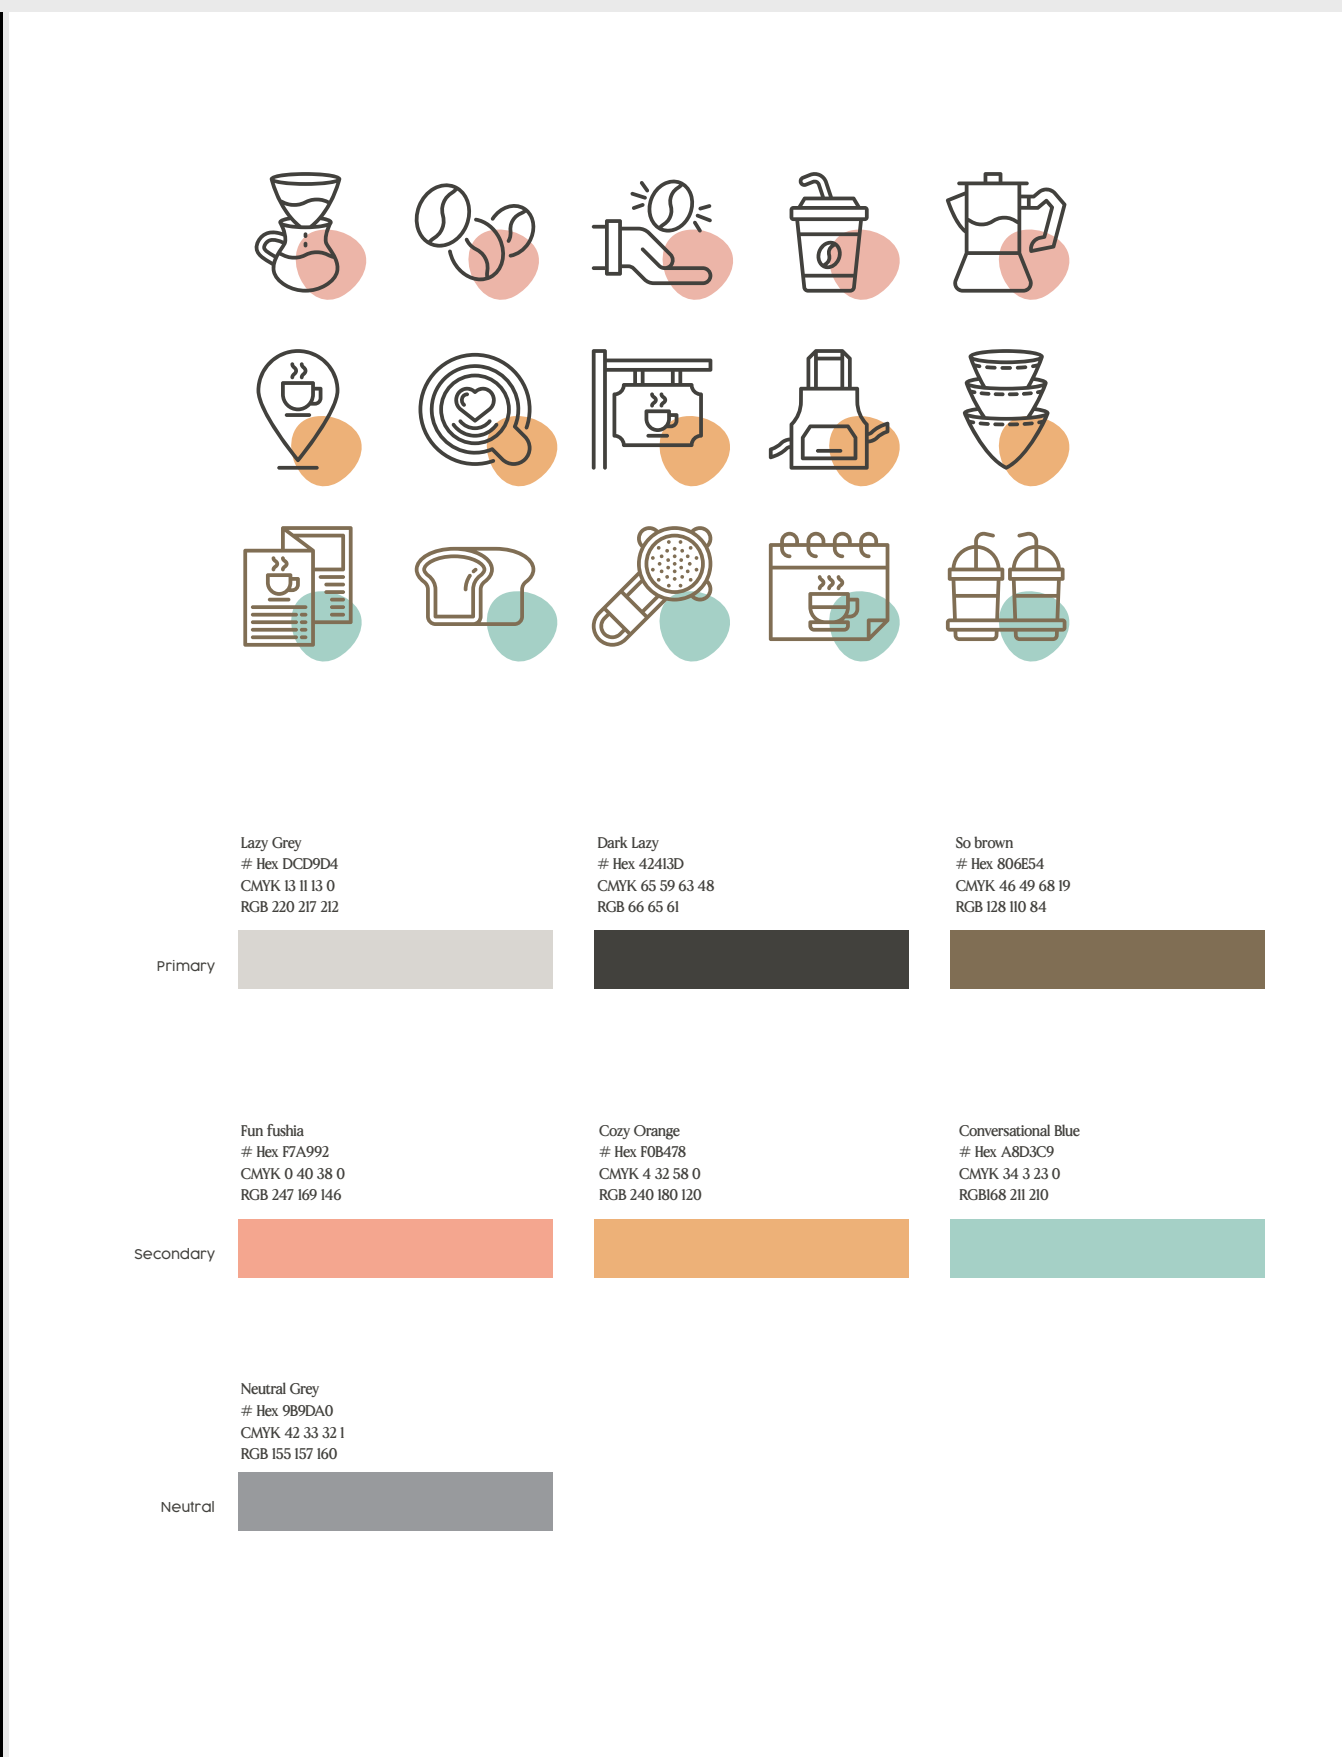 Lazy Grey
# Hex DCD9D4
CMYK 13 11 13 0
RGB 220 217 212
Dark Lazy
# Hex 42413D
CMYK 65 59 63 48
RGB 66 65 61
So brown
# Hex 806E54
CMYK 46 49 68 19
RGB 128 110 84
Primary
Fun fushia
# Hex F7A992
CMYK 0 40 38 0
RGB 247 169 146
Cozy Orange
# Hex F0B478
CMYK 4 32 58 0
RGB 240 180 120
Conversational Blue
# Hex A8D3C9
CMYK 34 3 23 0
RGB168 211 210
Secondary
Neutral Grey
# Hex 9B9DA0
CMYK 42 33 32 1
RGB 155 157 160
Neutral